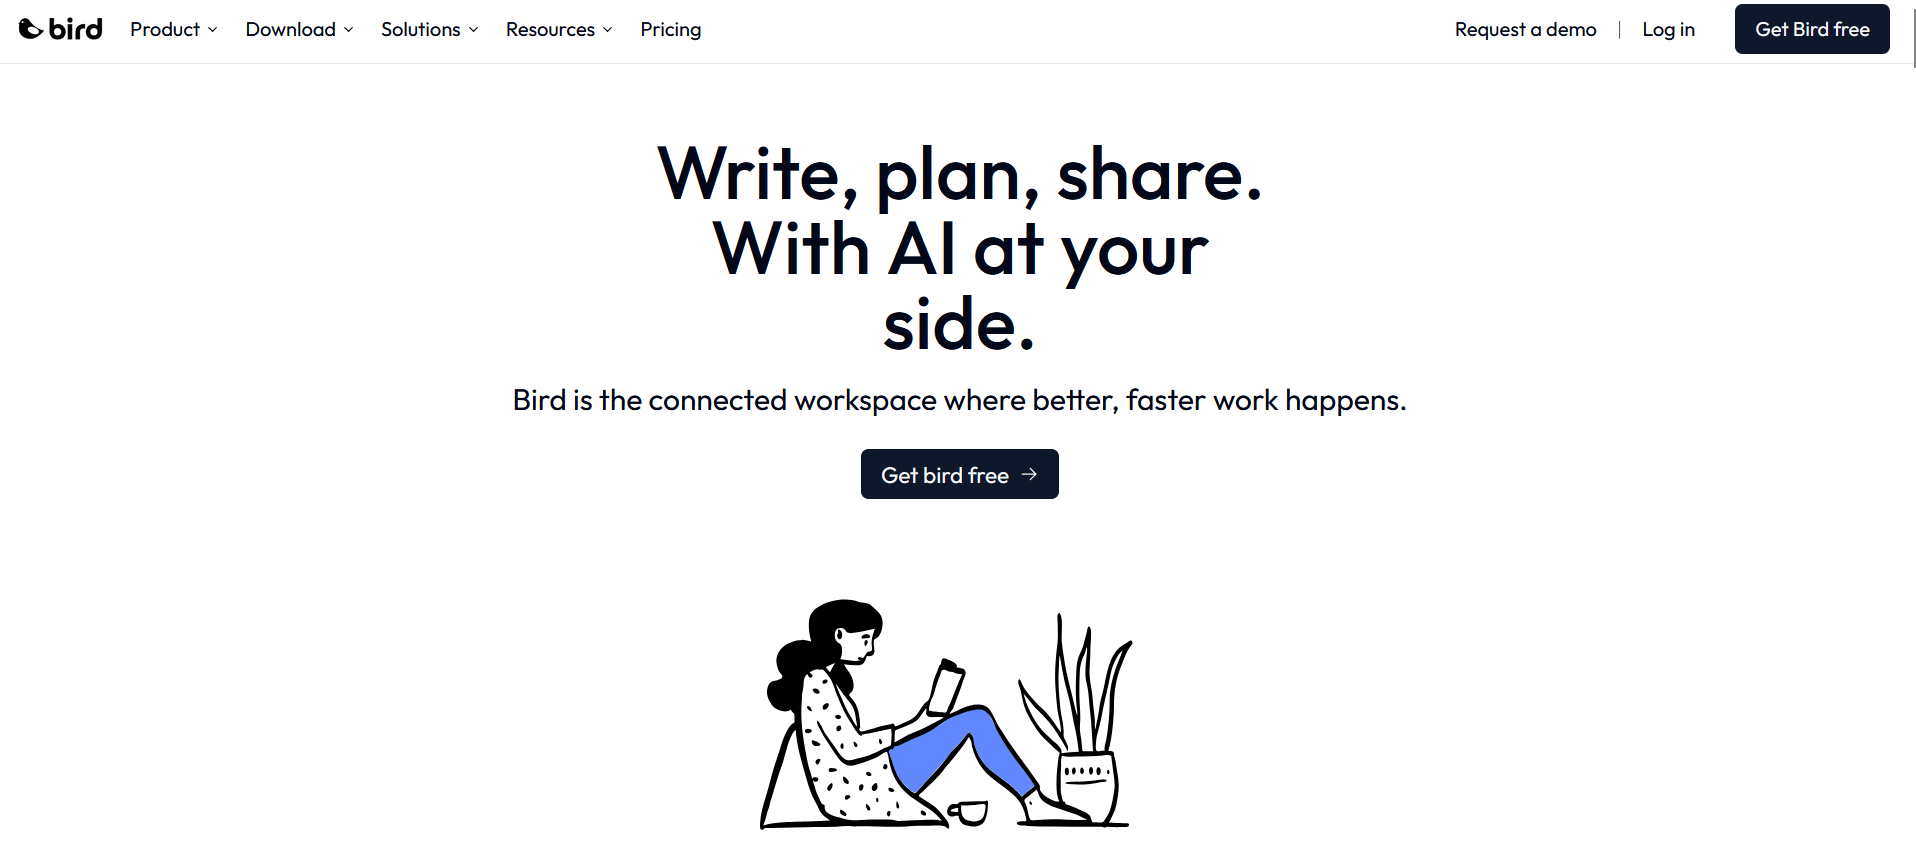 bird Product Download Solutions Resources Pricing Request a demo | Log in Get Bird free
Write, plan, share.
With AI at your
side.
Bird is the connected workspace where better, faster work happens.
Get bird free →